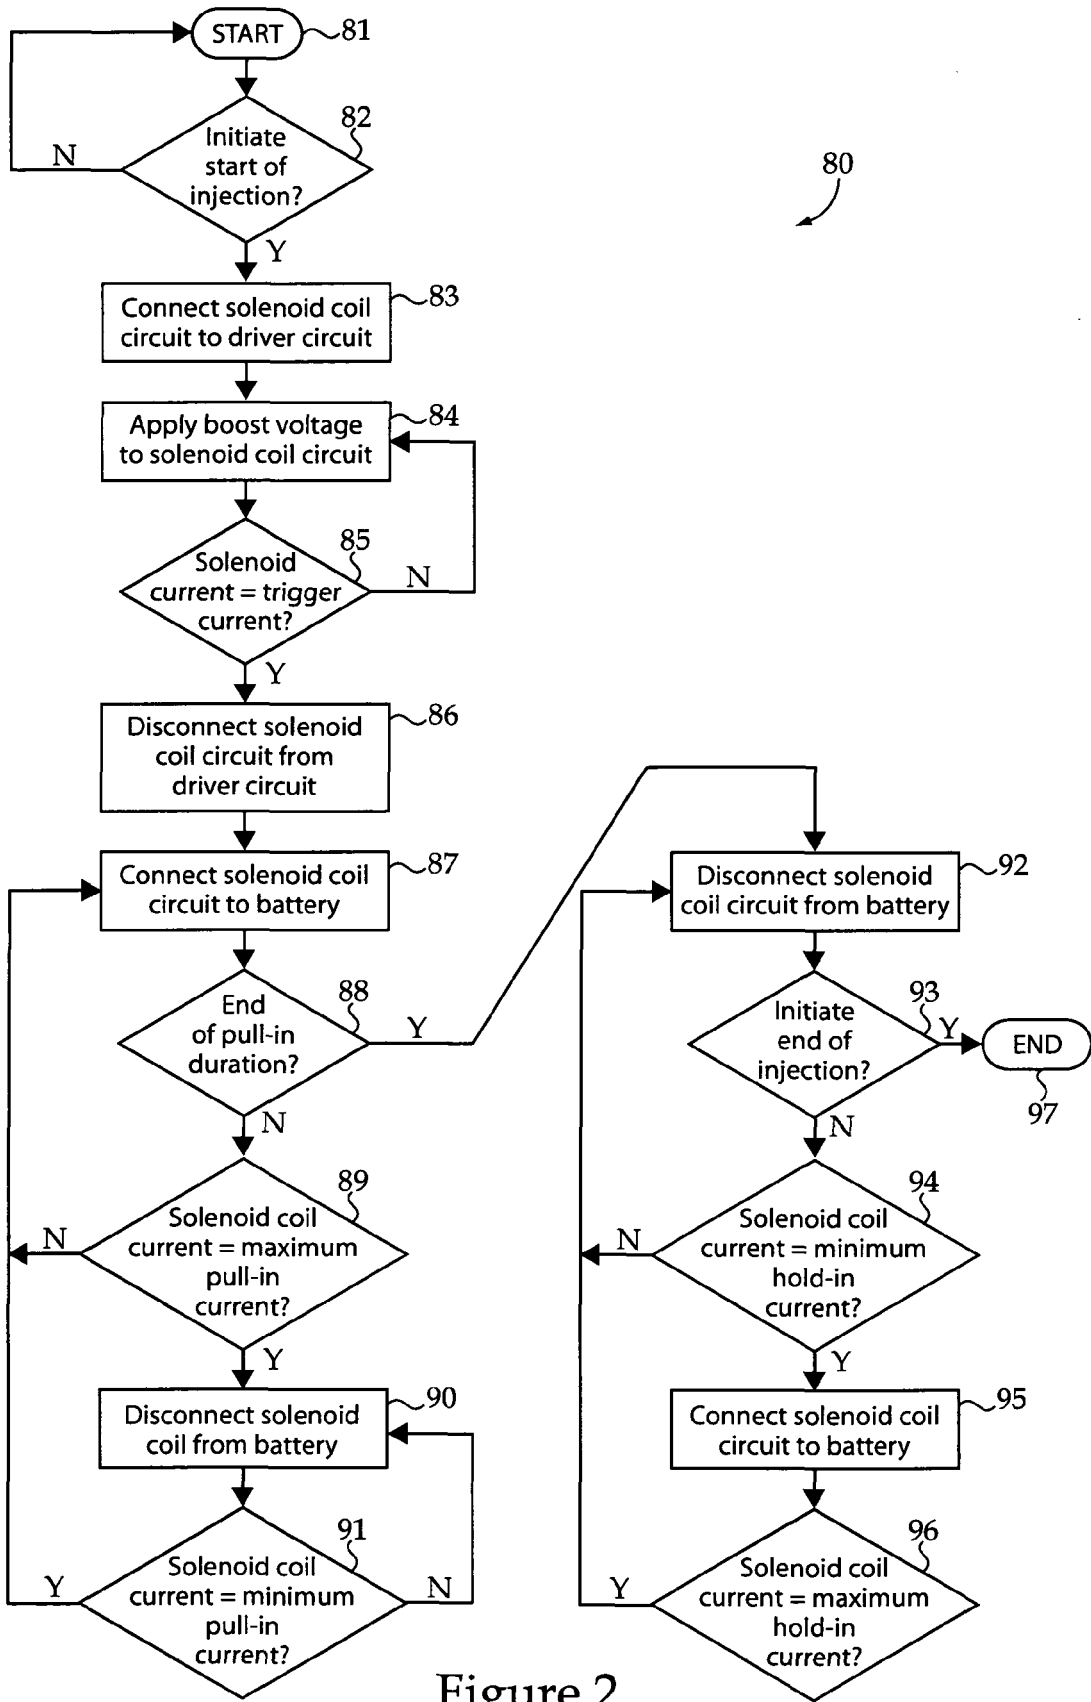 START
81
Initiate
start of
injection?
82
N
Y
80
Connect solenoid coil
circuit to driver circuit
83
Apply boost voltage
to solenoid coil circuit
84
Solenoid
current = trigger
current?
85
N
Y
Disconnect solenoid
coil circuit from
driver circuit
86
Connect solenoid coil
circuit to battery
87
End
of pull-in
duration?
88
Y
N
Solenoid coil
current = maximum
pull-in
current?
89
N
Y
Disconnect solenoid
coil from battery
90
Solenoid coil
current = minimum
pull-in
current?
91
Y
N
Disconnect solenoid
coil circuit from battery
92
Initiate
end of
injection?
93
Y
END
97
N
Solenoid coil
current = minimum
hold-in
current?
94
N
Y
Connect solenoid coil
circuit to battery
95
Solenoid coil
current = maximum
hold-in
current?
96
Y
Figure 2